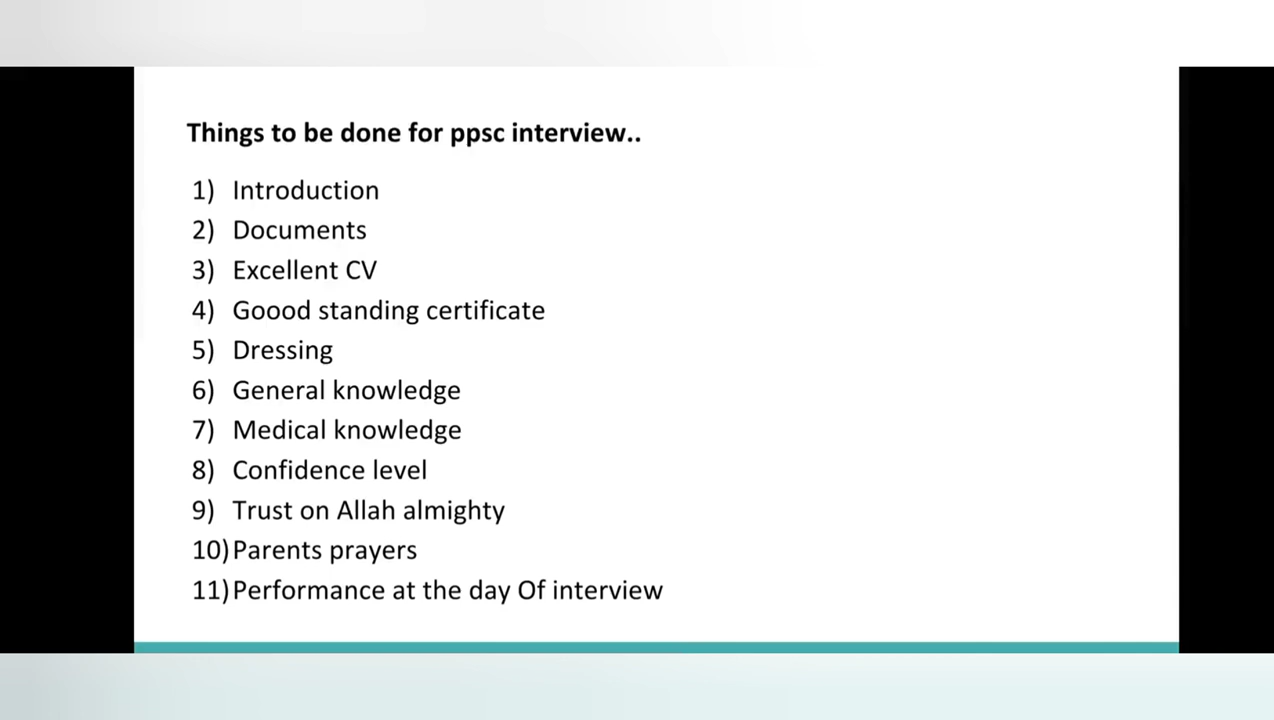 Things to be done for ppsc interview..
1) Introduction
2) Documents
3) Excellent CV
4) Goood standing certificate
5) Dressing
6) General knowledge
7) Medical knowledge
8) Confidence level
9) Trust on Allah almighty
10) Parents prayers
11) Performance at the day Of interview